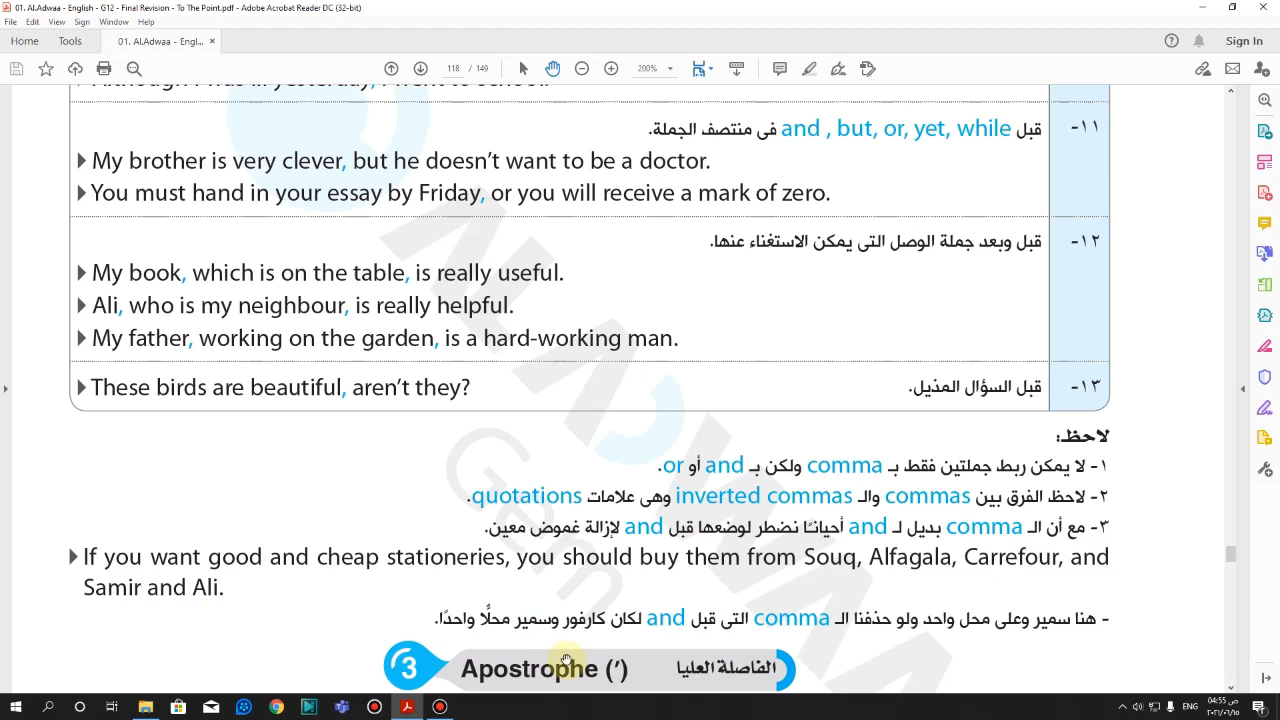 01. Al.Adwaa - English - G12 - Final Revision - To The Point.pdf - Adobe Acrobat Reader DC (32-bit)
File Edit View Sign Window Help
Home Tools 01. Al.Adwaa - Engl... × Sign In
118 / 149 200%
١١- قبل and , but, or, yet, while فى منتصف الجملة.
My brother is very clever, but he doesn't want to be a doctor.
You must hand in your essay by Friday, or you will receive a mark of zero.
١٢- قبل وبعد جملة الوصل التى يمكن الاستغناء عنها.
My book, which is on the table, is really useful.
Ali, who is my neighbour, is really helpful.
My father, working on the garden, is a hard-working man.
١٣- قبل السؤال المذيل.
These birds are beautiful, aren't they?
لاحظ:
١- لا يمكن ربط جملتين فقط بـ comma ولكن بـ and أو or.
٢- لاحظ الفرق بين commas والـ inverted commas وهى علامات quotations.
٣- مع أن الـ comma بديل لـ and أحيانًا نضطر لوضعها قبل and لإزالة غموض معين.
If you want good and cheap stationeries, you should buy them from Souq, Alfagala, Carrefour, and
Samir and Ali.
- هنا سمير وعلى محل واحد ولو حذفنا الـ comma التى قبل and لكان كارفور وسمير محلًا واحدًا.
3 Apostrophe (') الفاصلة العليا
ENG ص 04:55
٢٠٢١/٠٦/١٥